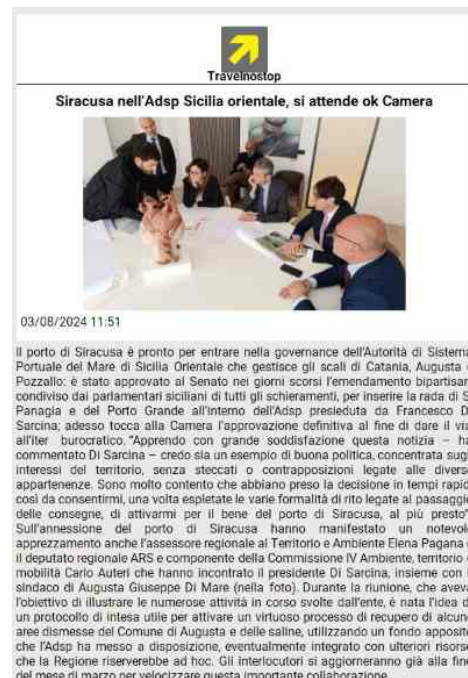 Travelnostop
Siracusa nell'Adsp Sicilia orientale, si attende ok Camera
03/08/2024 11:51
Il porto di Siracusa è pronto per entrare nella governance dell'Autorità di Sistema
Portuale del Mare di Sicilia Orientale che gestisce gli scali di Catania, Augusta e
Pozzallo: è stato approvato al Senato nei giorni scorsi l'emendamento bipartisan
condiviso dai parlamentari siciliani di tutti gli schieramenti, per inserire la rada di S.
Panagia e del Porto Grande all'interno dell'Adsp presieduta da Francesco Di
Sarcina; adesso tocca alla Camera l'approvazione definitiva al fine di dare il via
all'iter burocratico. "Apprendo con grande soddisfazione questa notizia – ha
commentato Di Sarcina – credo sia un esempio di buona politica, concentrata sugli
interessi del territorio, senza steccati o contrapposizioni legate alle diverse
appartenenze. Sono molto contento che abbiano preso la decisione in tempi rapidi
così da consentirmi, una volta espletate le varie formalità di rito legate al passaggio
delle consegne, di attivarmi per il bene del porto di Siracusa, al più presto".
Sull'annessione del porto di Siracusa hanno manifestato un notevole
apprezzamento anche l'assessore regionale al Territorio e Ambiente Elena Pagana e
il deputato regionale ARS e componente della Commissione IV Ambiente, territorio e
mobilità Carlo Auteri che hanno incontrato il presidente Di Sarcina, insieme con il
sindaco di Augusta Giuseppe Di Mare (nella foto). Durante la riunione, che aveva
l'obiettivo di illustrare le numerose attività in corso svolte dall'ente, è nata l'idea di
un protocollo di intesa utile per attivare un virtuoso processo di recupero di alcune
aree dismesse del Comune di Augusta e delle saline, utilizzando un fondo apposito
che l'Adsp ha messo a disposizione, eventualmente integrato con ulteriori risorse
che la Regione riserverebbe ad hoc. Gli interlocutori si aggiorneranno già alla fine
del mese di marzo per velocizzare questa importante collaborazione.